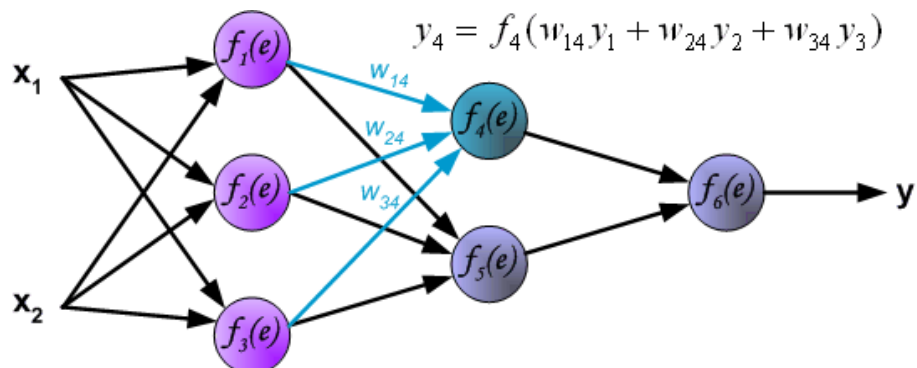 f₁(e)
y₄ = f₄(w₁₄y₁ + w₂₄y₂ + w₃₄y₃)
x₁
w₁₄
f₄(e)
w₂₄
f₂(e)
w₃₄
f₆(e)
y
f₅(e)
x₂
f₃(e)